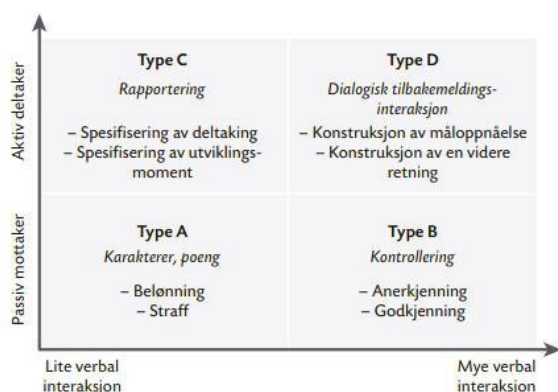 Aktiv deltaker
Type C
Rapportering
– Spesifisering av deltaking
– Spesifisering av utviklings-
moment
Type D
Dialogisk tilbakemeldings-
interaksjon
– Konstruksjon av måloppnåelse
– Konstruksjon av en videre
retning
Passiv mottaker
Type A
Karakterer, poeng
– Belønning
– Straff
Type B
Kontrollering
– Anerkjenning
– Godkjenning
Lite verbal
interaksjon
Mye verbal
interaksjon